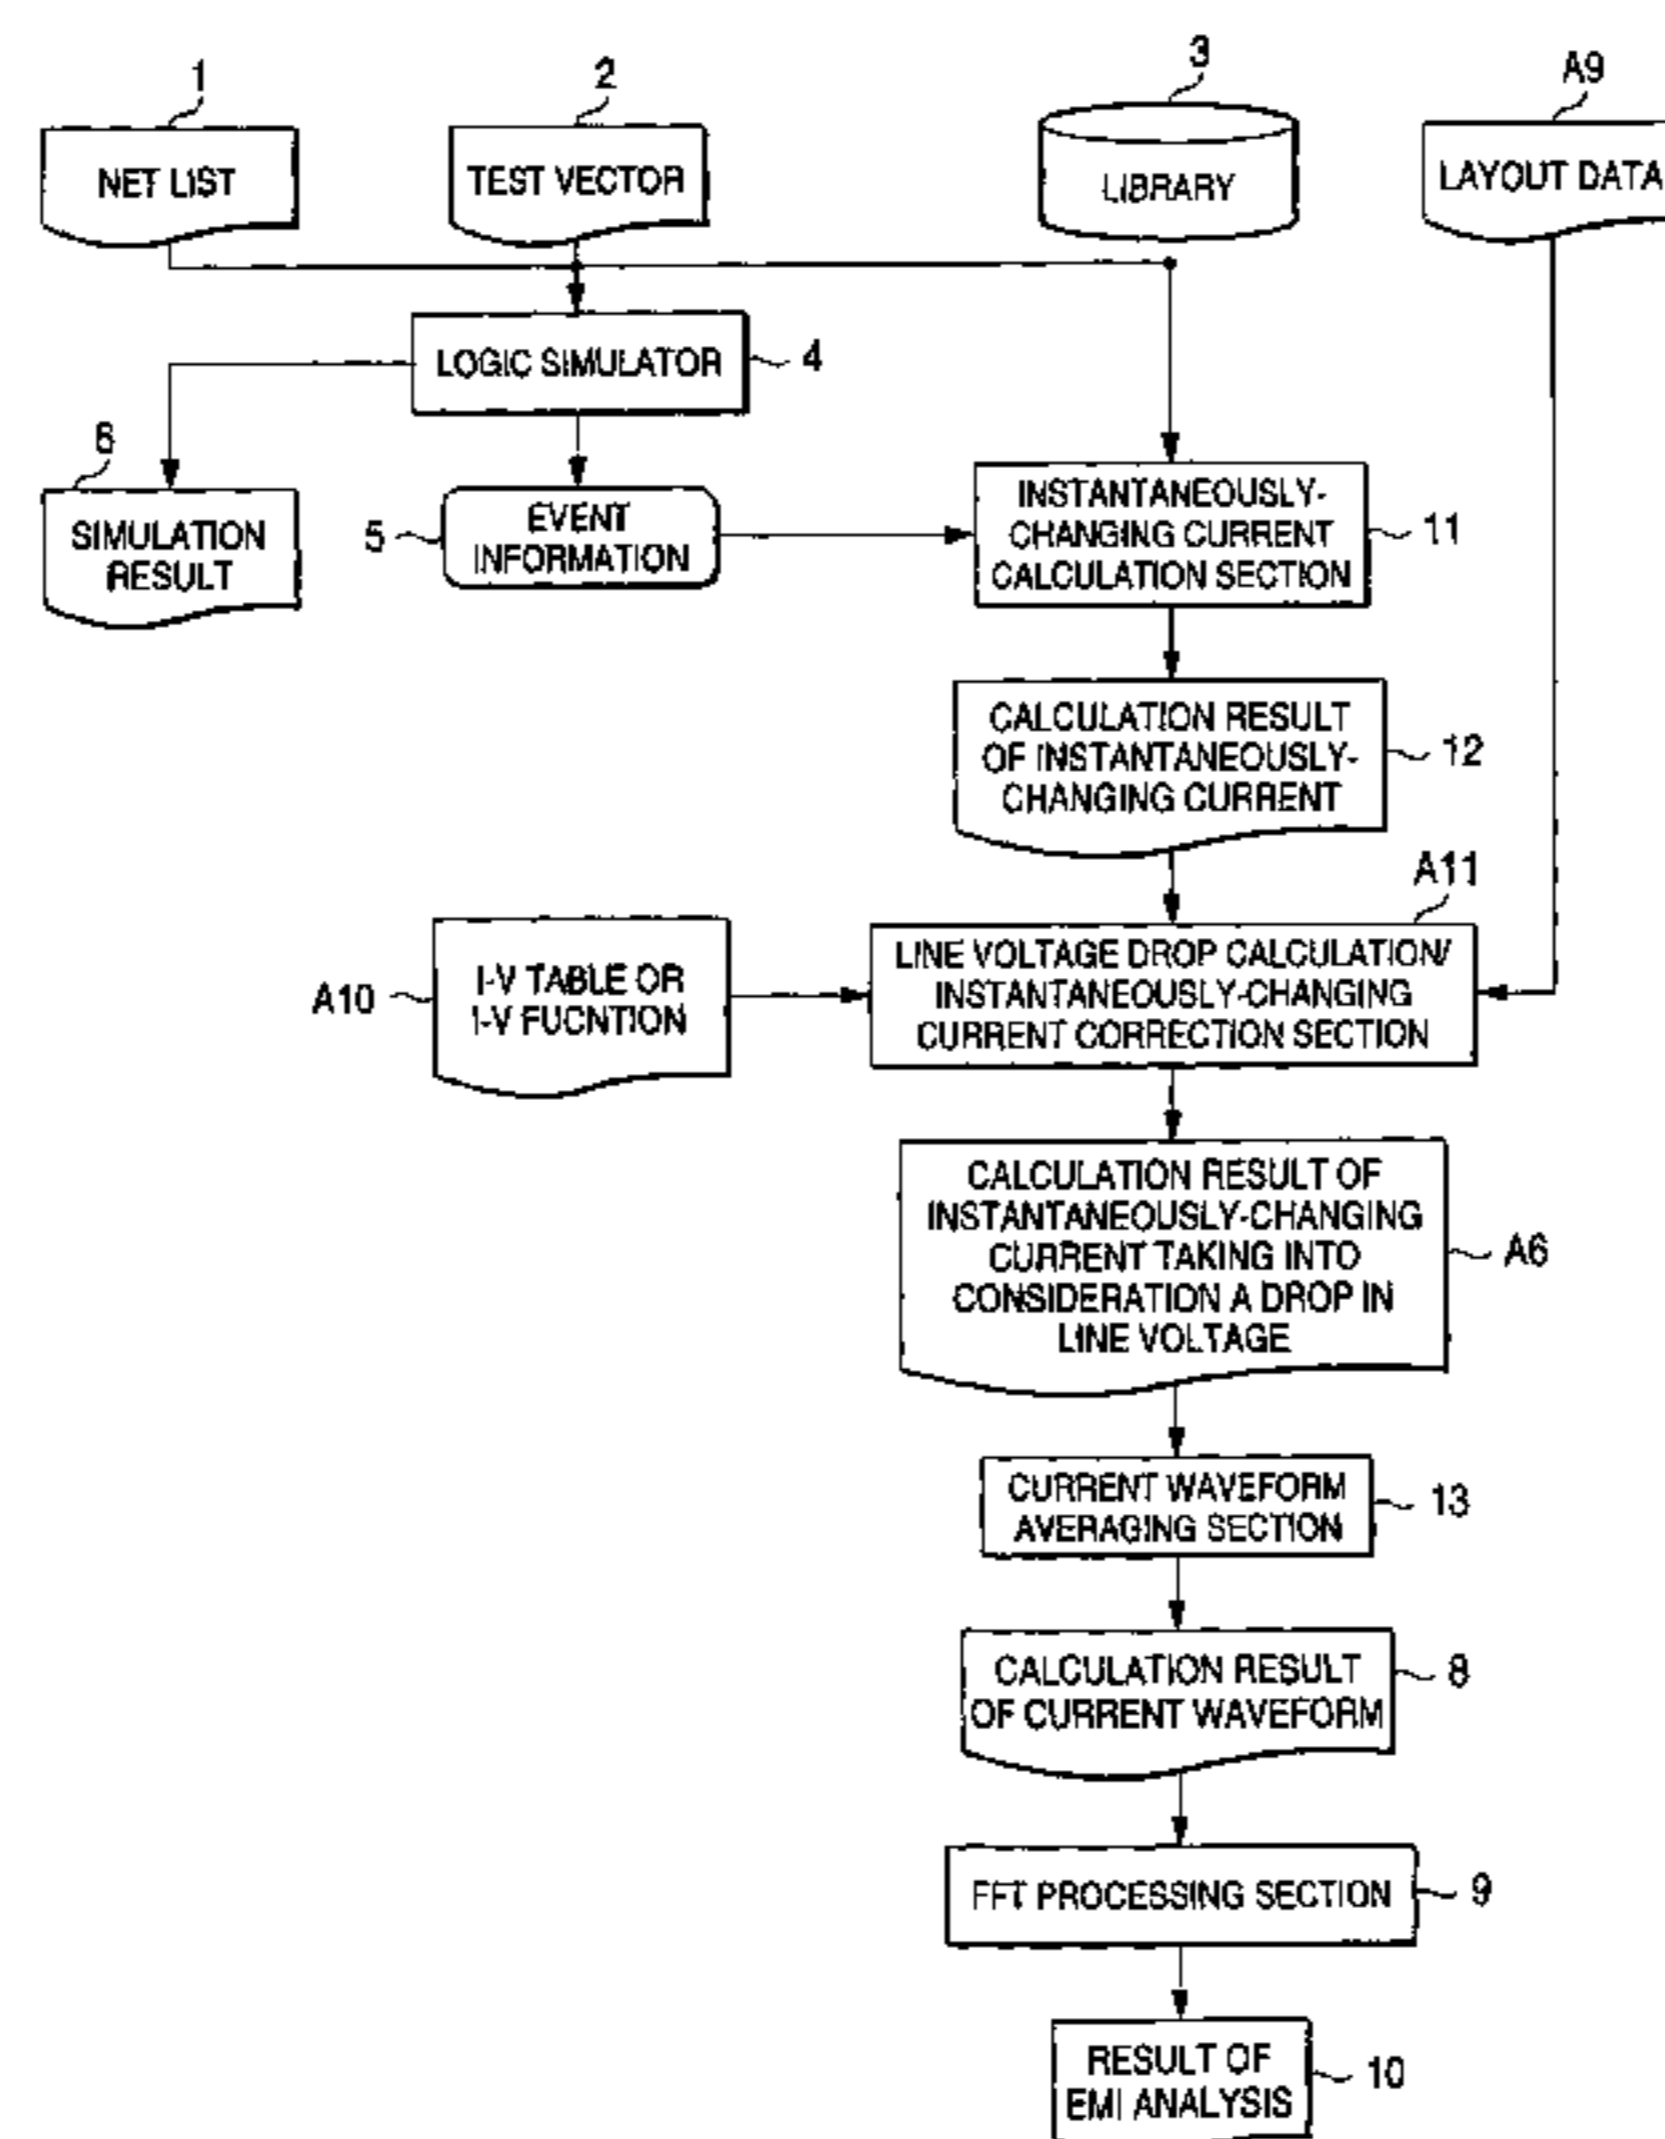 1
2
3
A9
NET LIST
TEST VECTOR
LIBRARY
LAYOUT DATA
LOGIC SIMULATOR
4
6
SIMULATION
RESULT
5
EVENT
INFORMATION
INSTANTANEOUSLY-
CHANGING CURRENT
CALCULATION SECTION
11
CALCULATION RESULT
OF INSTANTANEOUSLY-
CHANGING CURRENT
12
A11
A10
I-V TABLE OR
I-V FUCNTION
LINE VOLTAGE DROP CALCULATION/
INSTANTANEOUSLY-CHANGING
CURRENT CORRECTION SECTION
CALCULATION RESULT OF
INSTANTANEOUSLY-CHANGING
CURRENT TAKING INTO
CONSIDERATION A DROP IN
LINE VOLTAGE
A6
CURRENT WAVEFORM
AVERAGING SECTION
13
CALCULATION RESULT
OF CURRENT WAVEFORM
8
FFT PROCESSING SECTION
9
RESULT OF
EMI ANALYSIS
10